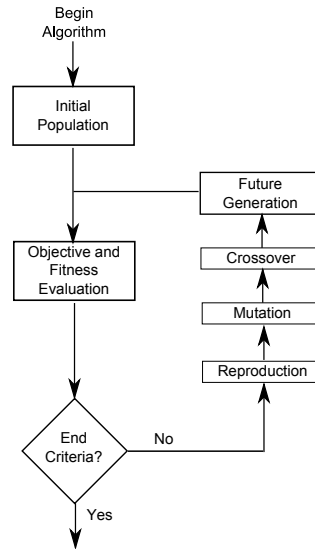 Begin
Algorithm
Initial
Population
Future
Generation
Objective and
Fitness
Evaluation
Crossover
Mutation
Reproduction
End
Criteria?
No
Yes